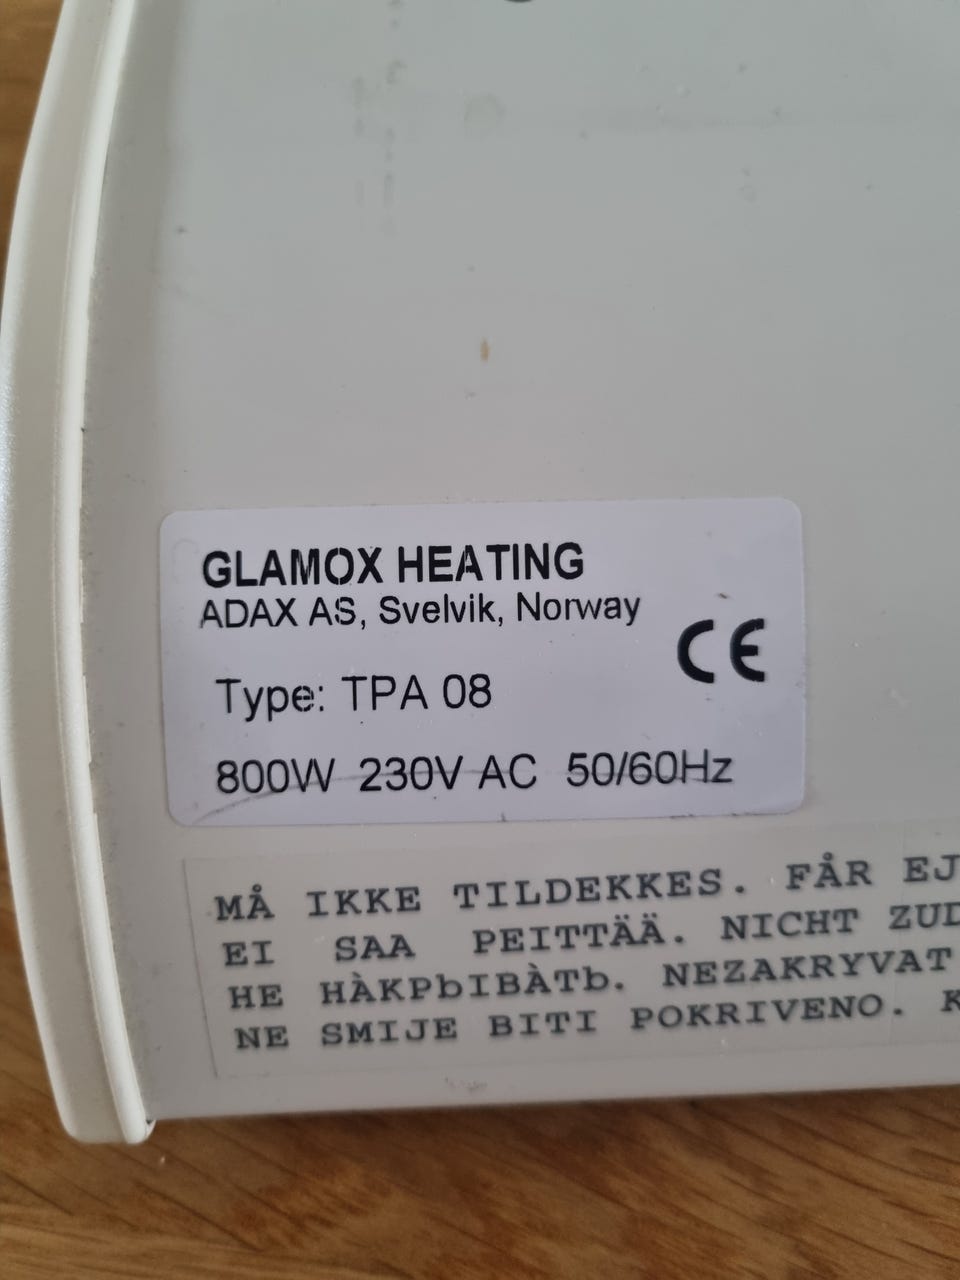 GLAMOX HEATING
ADAX AS, Svelvik, Norway
CE
Type: TPA 08
800W 230V AC 50/60Hz
MÅ IKKE TILDEKKES. FÅR EJ
EI SAA PEITTÄÄ. NICHT ZUD
HE HÀKPbIBÀTb. NEZAKRYVAT
NE SMIJE BITI POKRIVENO. K